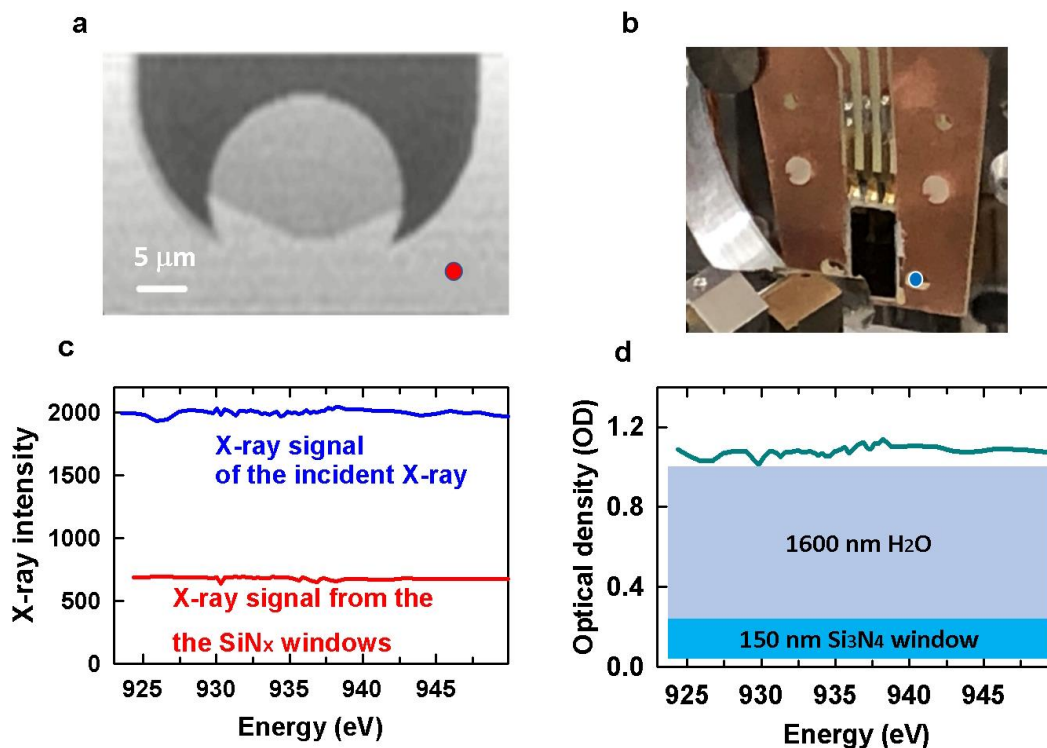 a
b
5 μm
c
d
X-ray intensity
2000
1500
1000
500
0
X-ray signal
of the incident X-ray
X-ray signal from the
the SiNx windows
925 930 935 940 945
Energy (eV)
Optical density (OD)
1.2
0.8
0.4
0.0
1600 nm H2O
150 nm Si3N4 window
925 930 935 940 945
Energy (eV)